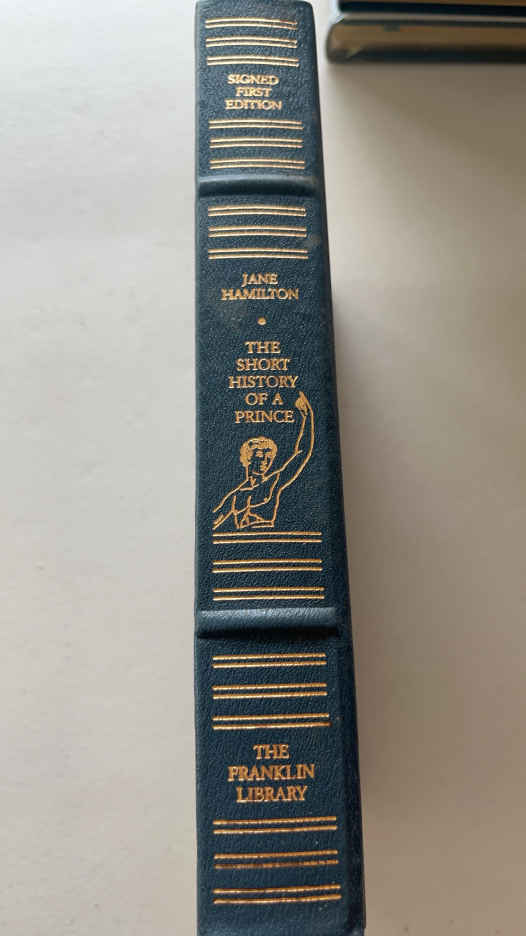 SIGNED
FIRST
EDITION
JANE
HAMILTON
THE
SHORT
HISTORY
OF A
PRINCE
THE
FRANKLIN
LIBRARY